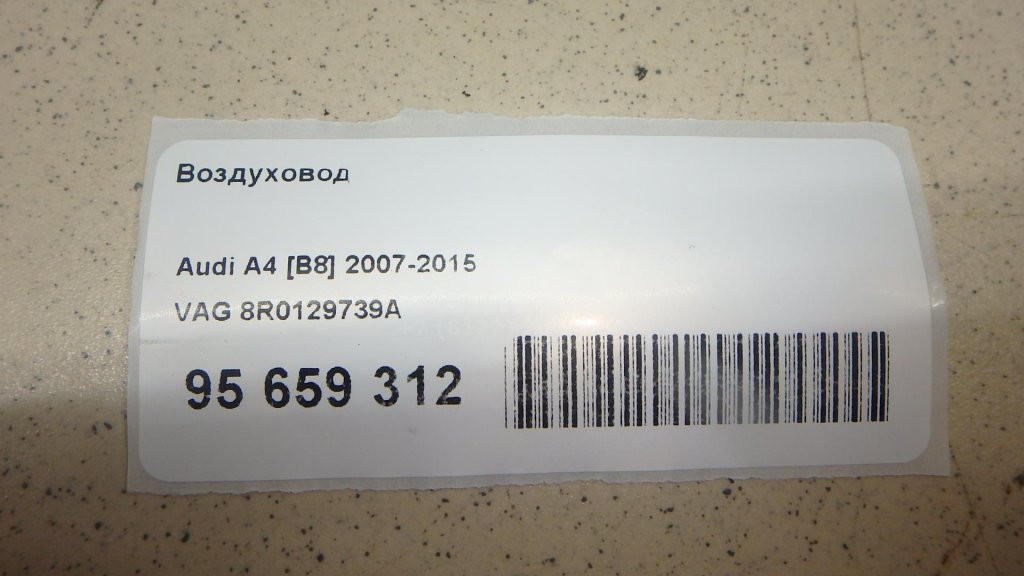 Воздуховод
Audi A4 [B8] 2007-2015
VAG 8R0129739A
95 659 312